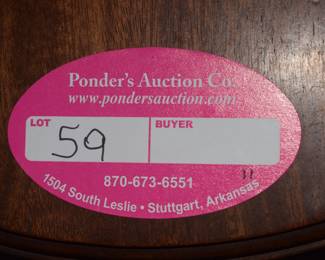 Ponder's Auction Co.
www.pondersauction.com
LOT
BUYER
59
870-673-6551
1504 South Leslie • Stuttgart, Arkansas